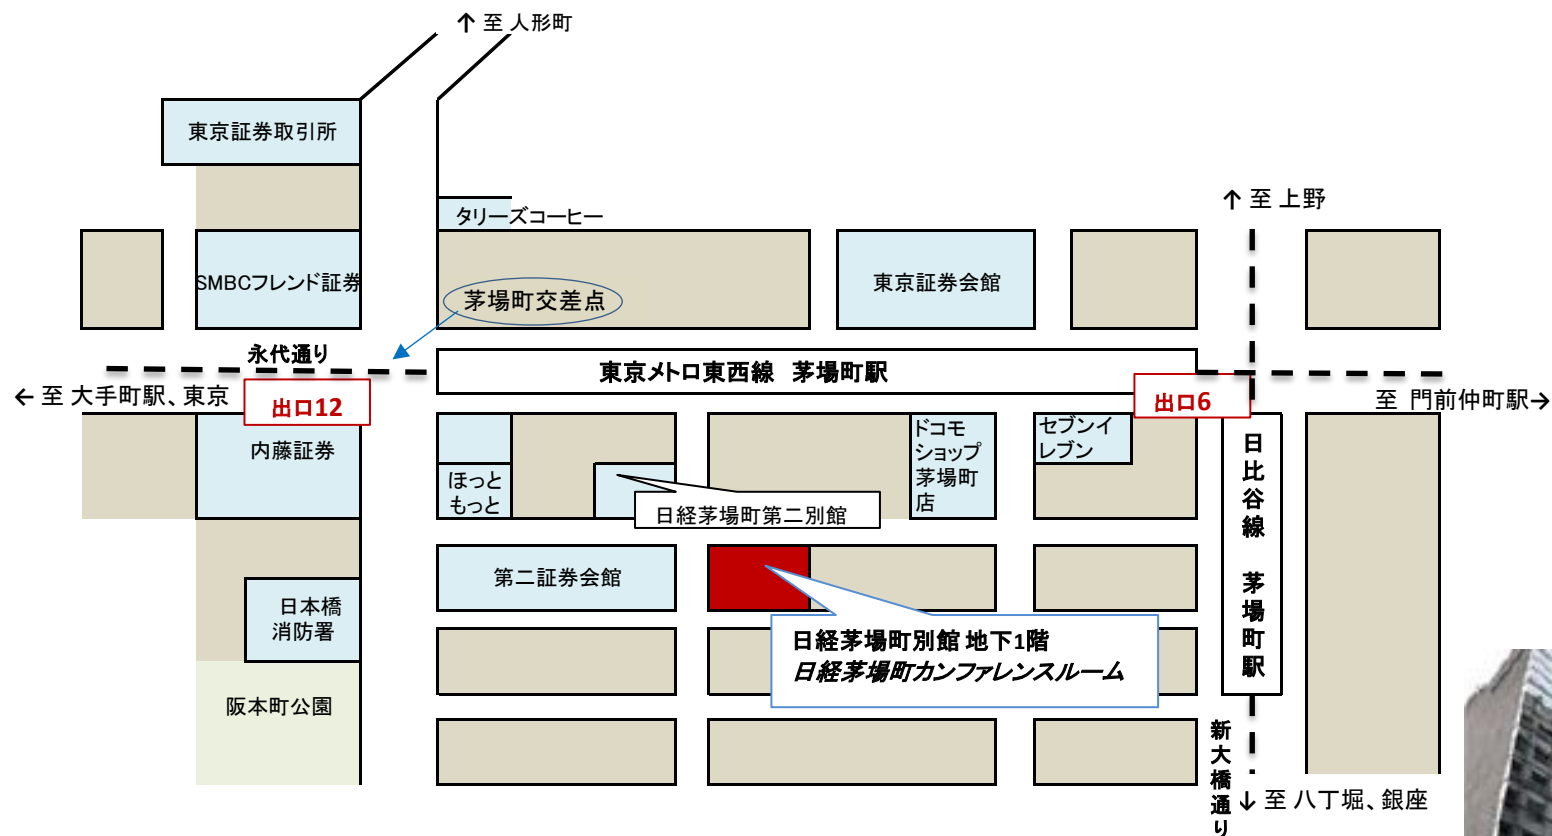 ↑ 至 人形町
東京証券取引所
↑ 至 上野
タリーズコーヒー
SMBCフレンド証券
茅場町交差点
東京証券会館
永代通り
東京メトロ東西線 茅場町駅
← 至 大手町駅、東京
出口12
出口6
至 門前仲町駅→
内藤証券
ほっと
もっと
日経茅場町第二別館
ドコモ
ショップ
茅場町
店
セブンイ
レブン
日比谷線 茅場町駅
第二証券会館
日本橋
消防署
日経茅場町別館 地下1階
日経茅場町カンファレンスルーム
阪本町公園
新大橋通り
↓ 至 八丁堀、銀座